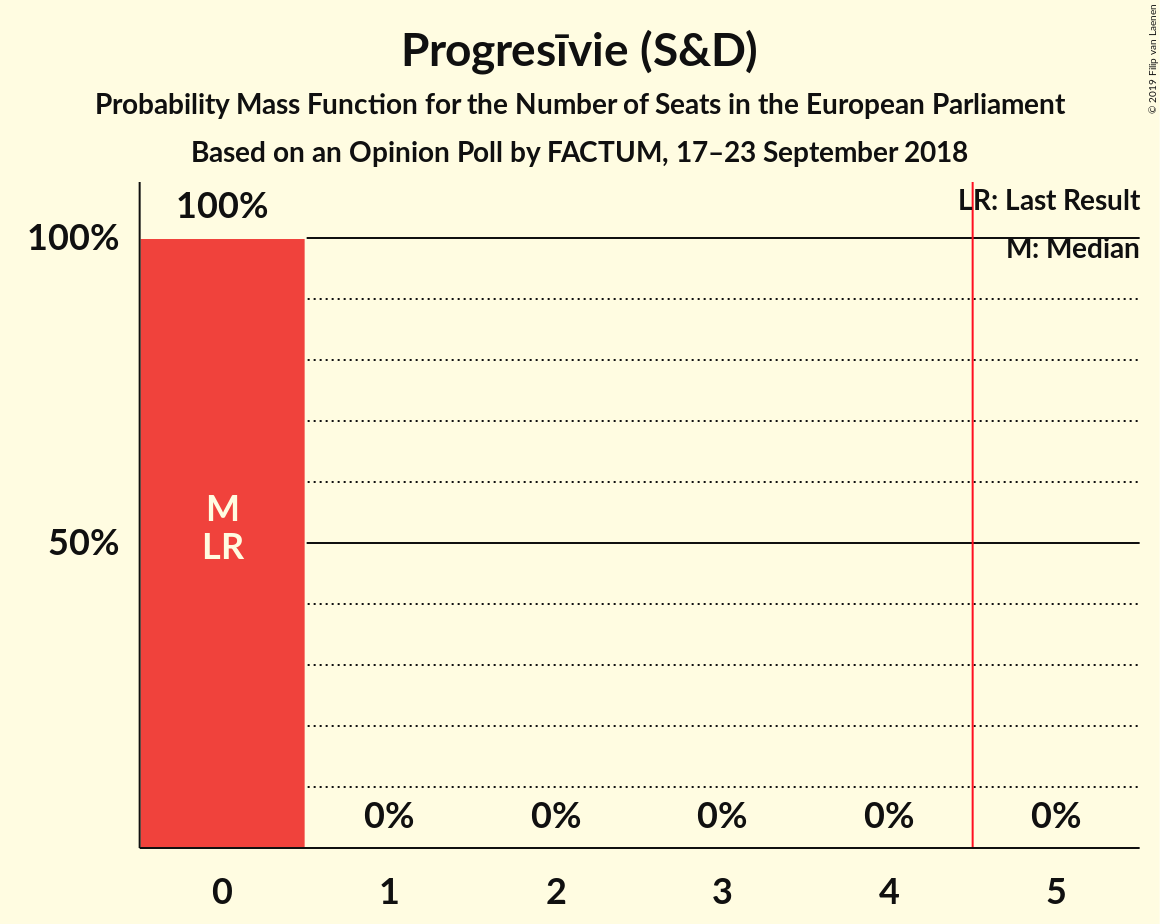 Progresīvie (S&D)
Probability Mass Function for the Number of Seats in the European Parliament
Based on an Opinion Poll by FACTUM, 17–23 September 2018
© 2019 Filip van Laenen
LR: Last Result
M: Median
100%
100%
50%
M
LR
0% 0% 0% 0% 0%
0 1 2 3 4 5